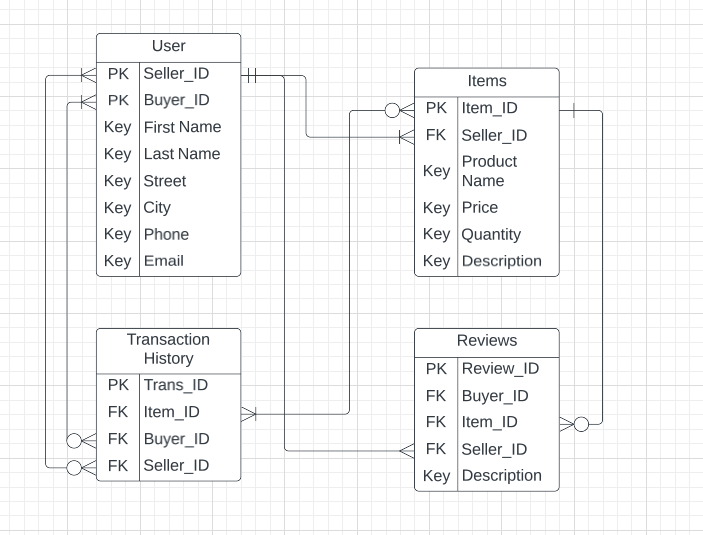 User
PK Seller_ID
PK Buyer_ID
Key First Name
Key Last Name
Key Street
Key City
Key Phone
Key Email
Items
PK Item_ID
FK Seller_ID
Key Product
Name
Key Price
Key Quantity
Key Description
Transaction
History
PK Trans_ID
FK Item_ID
FK Buyer_ID
FK Seller_ID
Reviews
PK Review_ID
FK Buyer_ID
FK Item_ID
FK Seller_ID
Key Description